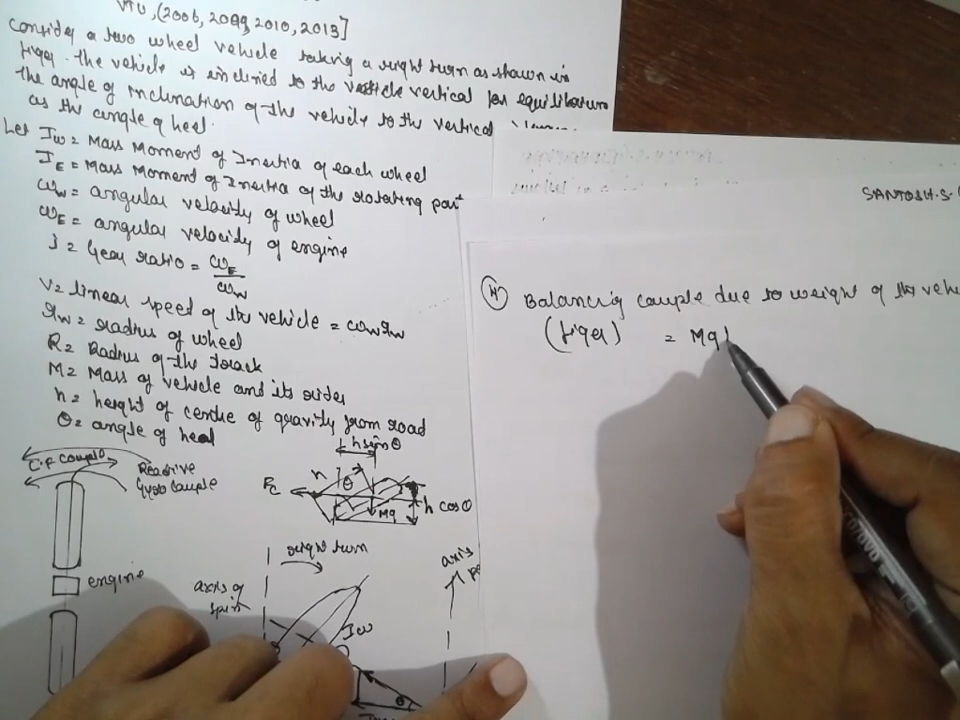 VTU, (2006, 2009, 2010, 2013]
Consider a two wheel vehicle taking a right turn as shown in
figer. the vehicle is inclined to the vertical for equilibrium
the angle of inclination of the vehicle to the vertical
as the angle of heel.
Let Iw = Mass Moment of Inertia of each wheel
IE = Mass Moment of Inertia of the rotating part
ωw = angular velocity of wheel
ωE = angular velocity of engine
J = Gear ratio = ωE/ωw
V = linear speed of the vehicle = ωw rw
rw = radius of wheel
R = Radius of the track
M = Mass of vehicle and its rider
h = height of centre of gravity from road
θ = angle of heel
C.F couple
Reactive
Gyro couple
engine
h sin θ
h
θ
Fc
Mg
h cos θ
right turn
axis of
spin
Iw
axis
θ
SANTOSH.S.
(4) Balancing couple due to weight of the vehi
(figer) = Mg